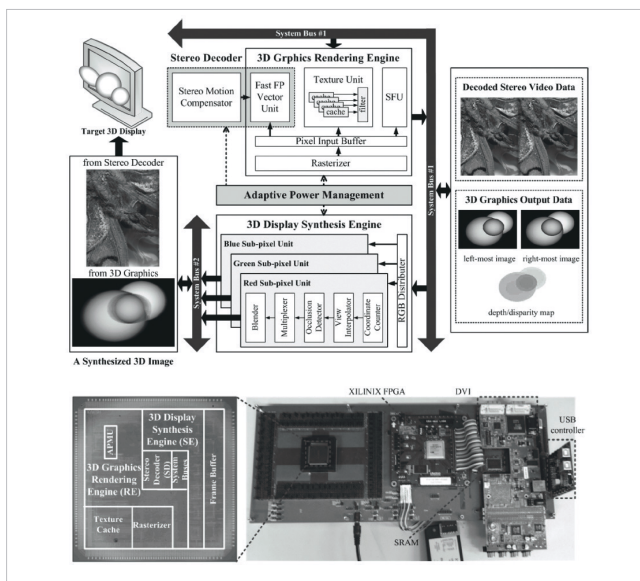 System Bus #1
Stereo Decoder
3D Grphics Rendering Engine
Stereo Motion
Compensator
Fast FP
Vector
Unit
Texture Unit
cache
filter
SFU
Pixel Input Buffer
Rasterizer
Target 3D Display
Decoded Stereo Video Data
System Bus #1
from Stereo Decoder
Adaptive Power Management
3D Graphics Output Data
left-most image
right-most image
depth/disparity map
3D Display Synthesis Engine
Blue Sub-pixel Unit
Green Sub-pixel Unit
Red Sub-pixel Unit
Blender
Multiplexer
Occlusion
Detector
View
Interpolator
Coordinate
Counter
RGB Distributer
System Bus #2
from 3D Graphics
A Synthesized 3D Image
XILINIX FPGA
DVI
USB
controller
SRAM
APMU
3D Display
Synthesis
Engine (SE)
3D Graphics
Rendering
Engine (RE)
Stereo
Decoder
(SD)
System
Buses
Frame Buffer
Texture
Cache
Rasterizer